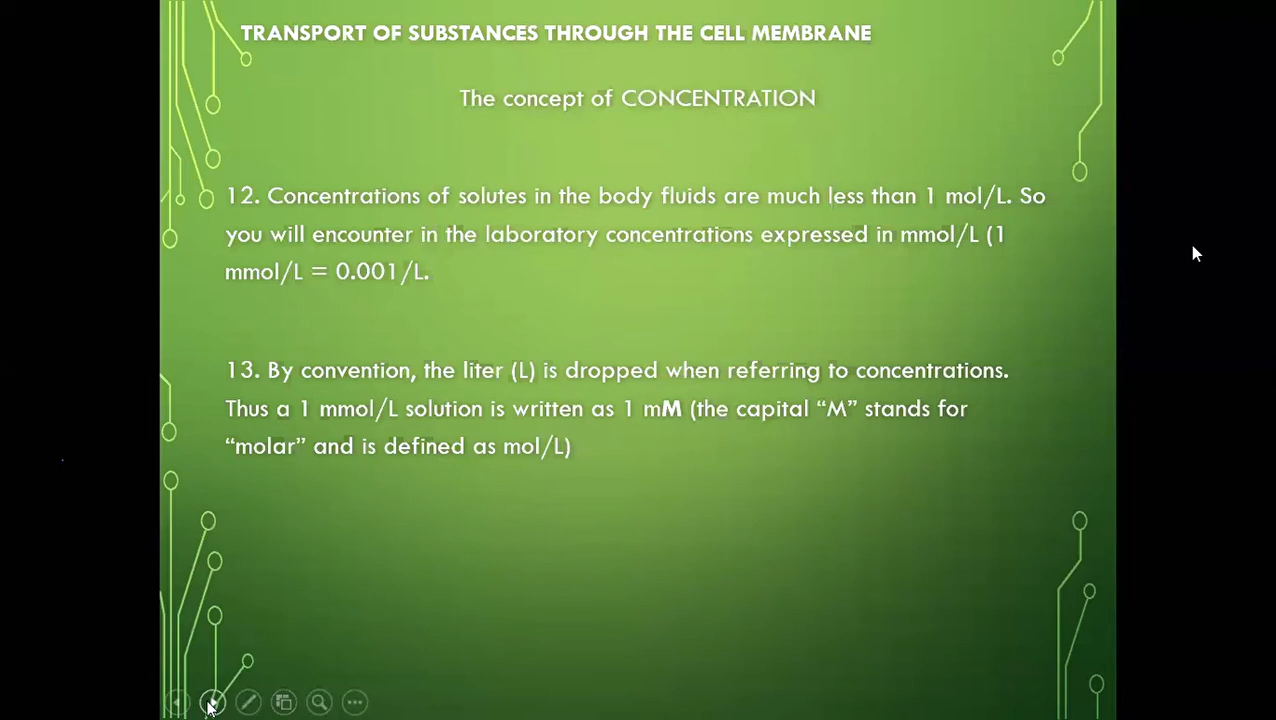 TRANSPORT OF SUBSTANCES THROUGH THE CELL MEMBRANE
The concept of CONCENTRATION
12. Concentrations of solutes in the body fluids are much less than 1 mol/L. So
you will encounter in the laboratory concentrations expressed in mmol/L (1
mmol/L = 0.001/L.
13. By convention, the liter (L) is dropped when referring to concentrations.
Thus a 1 mmol/L solution is written as 1 mM (the capital “M” stands for
“molar” and is defined as mol/L)